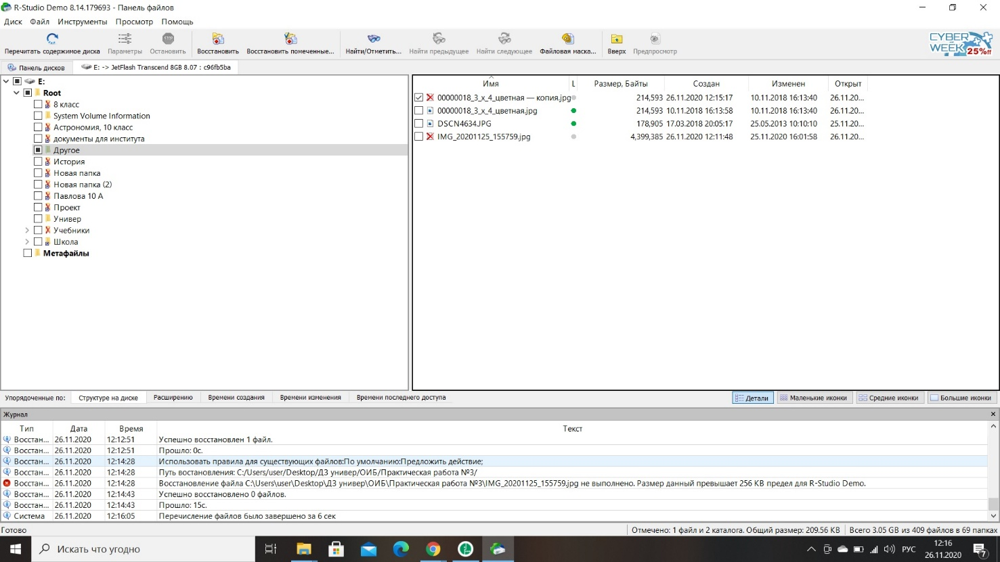 R-Studio Demo 8.14.179693 - Панель файлов
Диск Файл Инструменты Просмотр Помощь
Перечитать содержимое диска Параметры Остановить Восстановить Восстановить помеченные... Найти/Отметить... Найти предыдущее Найти следующее Файловая маска... Вверх Предпросмотр
CYBER WEEK 25%off
Панель дисков E: -> JetFlash Transcend 8GB 8.07 : c96fb5ba
E:
Root
8 класс
System Volume Information
Астрономия, 10 класс
документы для института
Другое
История
Новая папка
Новая папка (2)
Павлова 10 А
Проект
Универ
Учебники
Школа
Метафайлы
Имя L Размер, Байты Создан Изменен Открыт
00000018_3_x_4_цветная — копия.jpg 214,593 26.11.2020 12:15:17 10.11.2018 16:13:40 26.11.20...
00000018_3_x_4_цветная.jpg 214,593 10.11.2018 16:13:58 10.11.2018 16:13:40 26.11.20...
DSCN4634.JPG 178,905 17.03.2018 20:05:17 25.05.2013 10:10:10 25.11.20...
IMG_20201125_155759.jpg 4,399,385 26.11.2020 12:11:48 25.11.2020 16:01:58 26.11.20...
Упорядоченные по: Структуре на диске Расширению Времени создания Времени изменения Времени последнего доступа Детали Маленькие иконки Средние иконки Большие иконки
Журнал
Тип Дата Время Текст
Восстан... 26.11.2020 12:12:51 Успешно восстановлен 1 файл.
Восстан... 26.11.2020 12:12:51 Прошло: 0с.
Восстан... 26.11.2020 12:14:28 Использовать правила для существующих файлов:По умолчанию:Предложить действие;
Восстан... 26.11.2020 12:14:28 Путь востановления: C:/Users/user/Desktop/ДЗ универ/ОИБ/Практическая работа №3/
Восстан... 26.11.2020 12:14:28 Восстановление файла C:\Users\user\Desktop\ДЗ универ\ОИБ\Практическая работа №3\IMG_20201125_155759.jpg не выполнено. Размер данный превышает 256 KB предел для R-Studio Demo.
Восстан... 26.11.2020 12:14:43 Успешно восстановлено 0 файлов.
Восстан... 26.11.2020 12:14:43 Прошло: 15с.
Система 26.11.2020 12:16:05 Перечисление файлов было завершено за 6 сек
Готово Отмечено: 1 файл и 2 каталога. Общий размер: 209.56 KB Всего 3.05 GB из 409 файлов в 69 папках
Искать что угодно РУС 12:16
26.11.2020 7